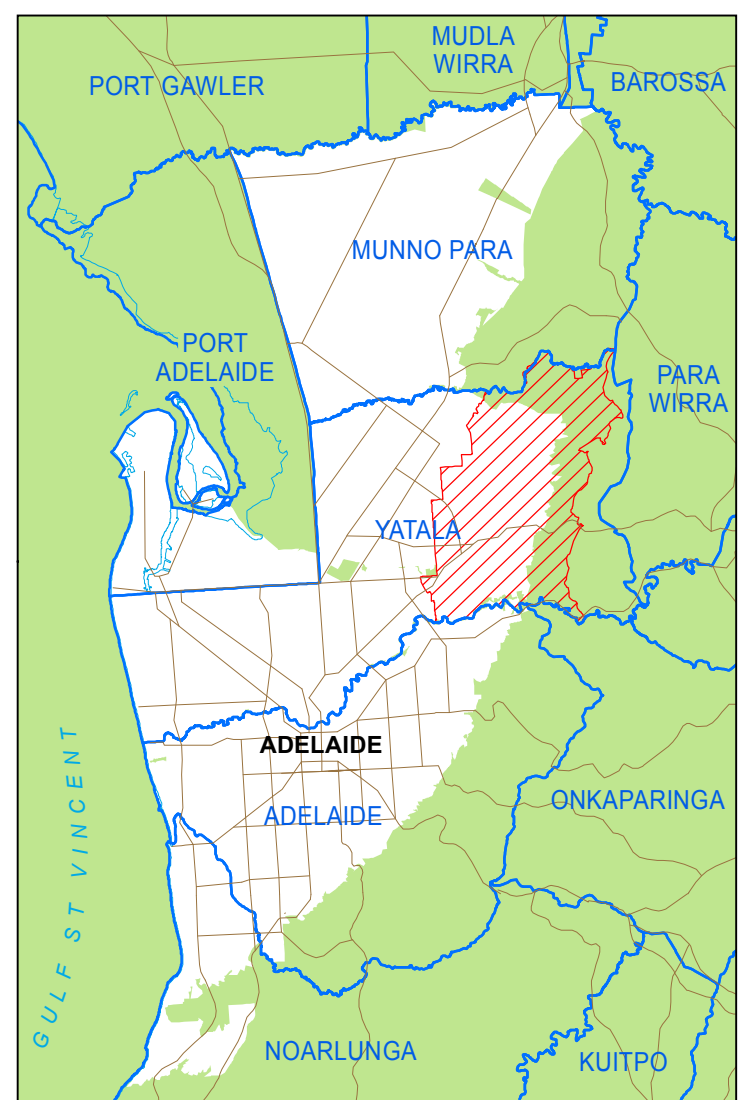 MUDLA
WIRRA
PORT GAWLER
BAROSSA
MUNNO PARA
PORT
ADELAIDE
PARA
WIRRA
YATALA
ADELAIDE
ADELAIDE
ONKAPARINGA
GULF ST VINCENT
NOARLUNGA
KUITPO